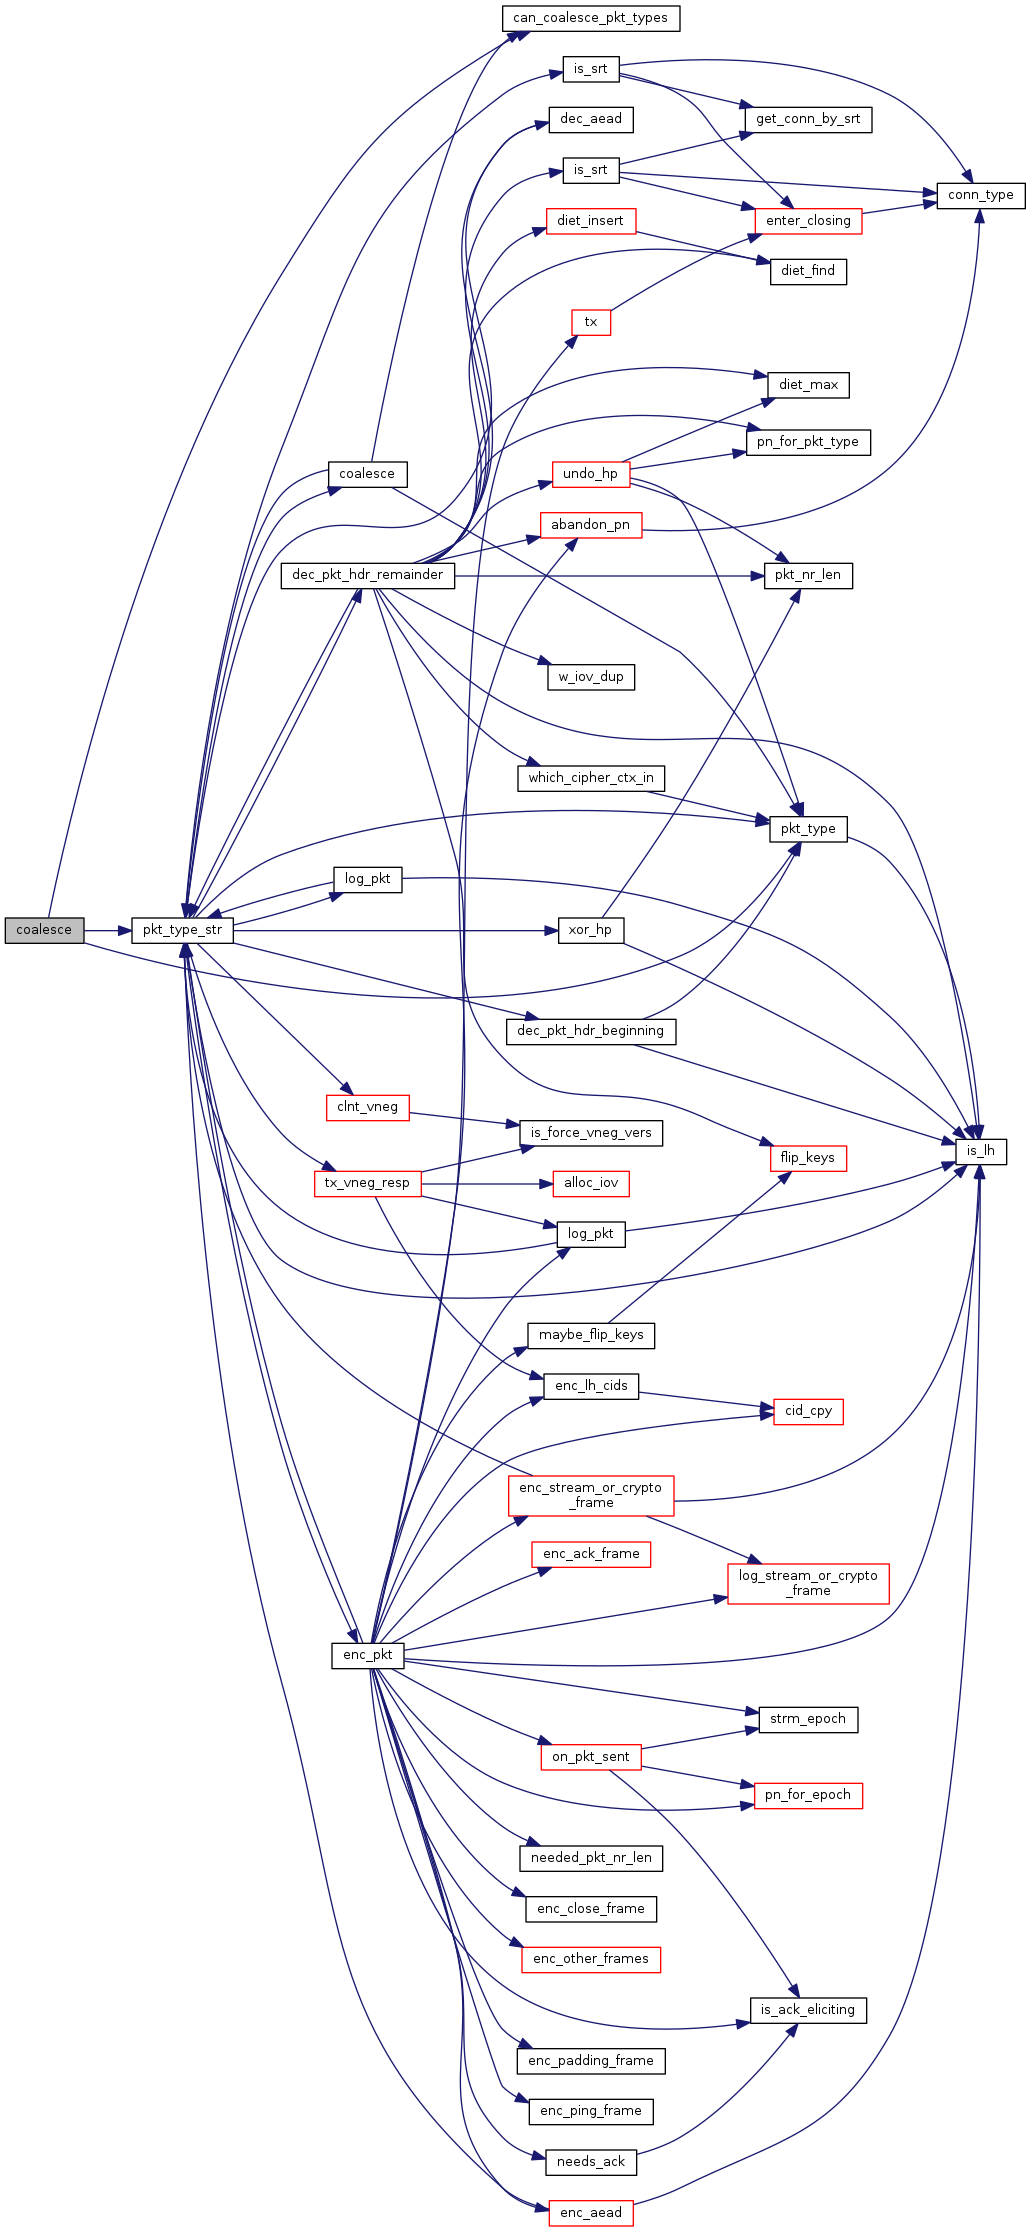 can_coalesce_pkt_types
is_srt
dec_aead
get_conn_by_srt
is_srt
conn_type
diet_insert
enter_closing
diet_find
tx
diet_max
pn_for_pkt_type
coalesce
undo_hp
abandon_pn
dec_pkt_hdr_remainder
pkt_nr_len
w_iov_dup
which_cipher_ctx_in
pkt_type
log_pkt
coalesce
pkt_type_str
xor_hp
dec_pkt_hdr_beginning
clnt_vneg
is_force_vneg_vers
is_lh
flip_keys
tx_vneg_resp
alloc_iov
log_pkt
maybe_flip_keys
enc_lh_cids
cid_cpy
enc_stream_or_crypto
_frame
enc_ack_frame
log_stream_or_crypto
_frame
enc_pkt
strm_epoch
on_pkt_sent
pn_for_epoch
needed_pkt_nr_len
enc_close_frame
enc_other_frames
is_ack_eliciting
enc_padding_frame
enc_ping_frame
needs_ack
enc_aead